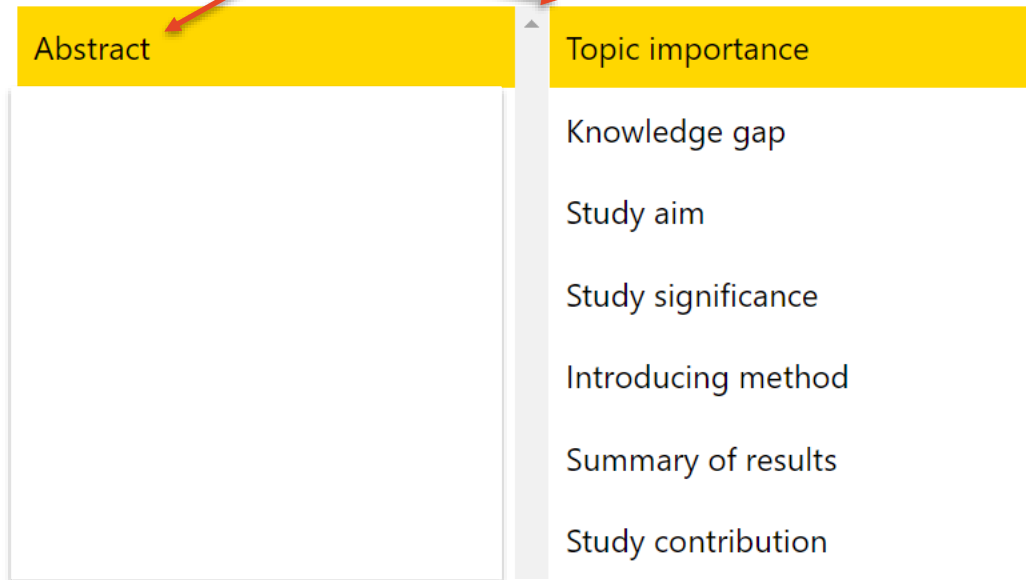 Abstract
Topic importance
Knowledge gap
Study aim
Study significance
Introducing method
Summary of results
Study contribution